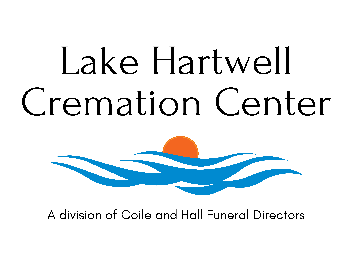 Lake Hartwell
Cremation Center
A division of Coile and Hall Funeral Directors